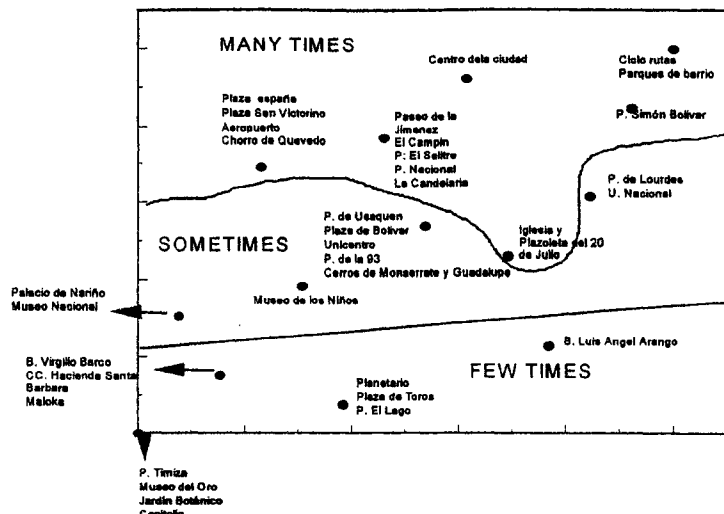 MANY TIMES
Centro dela ciudad
Ciclo rutas
Parques de barrio
Plaza españa
Plaza San Victorino
Aeropuerto
Chorro de Quevedo
Paseo de la
Jimenez
El Campin
P: El Salitre
P. Nacional
La Candelaria
P. Simón Bolivar
P. de Lourdes
U. Nacional
SOMETIMES
P. de Usaquen
Plaza de Bolivar
Unicentro
P. de la 93
Cerros de Monserrate y Guadalupe
Iglesia y
Plazoleta del 20
de Julio
Museo de los Niños
Palacio de Nariño
Museo Nacional
B. Luis Angel Arango
FEW TIMES
B. Virgilio Barco
CC. Hacienda Santa
Barbara
Maloka
Planetario
Plaza de Toros
P. El Lago
P. Timiza
Museo del Oro
Jardín Botánico